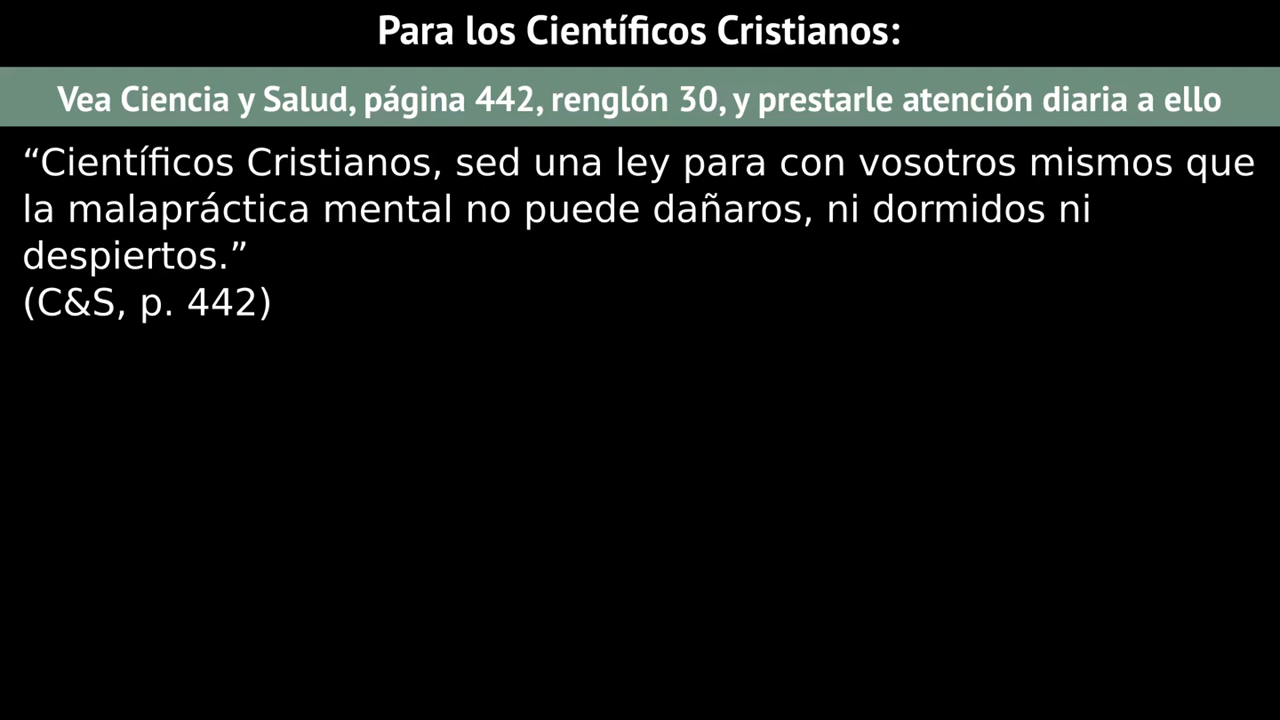 Para los Científicos Cristianos:
Vea Ciencia y Salud, página 442, renglón 30, y prestarle atención diaria a ello
“Científicos Cristianos, sed una ley para con vosotros mismos que
la malapráctica mental no puede dañaros, ni dormidos ni
despiertos.”
(C&S, p. 442)